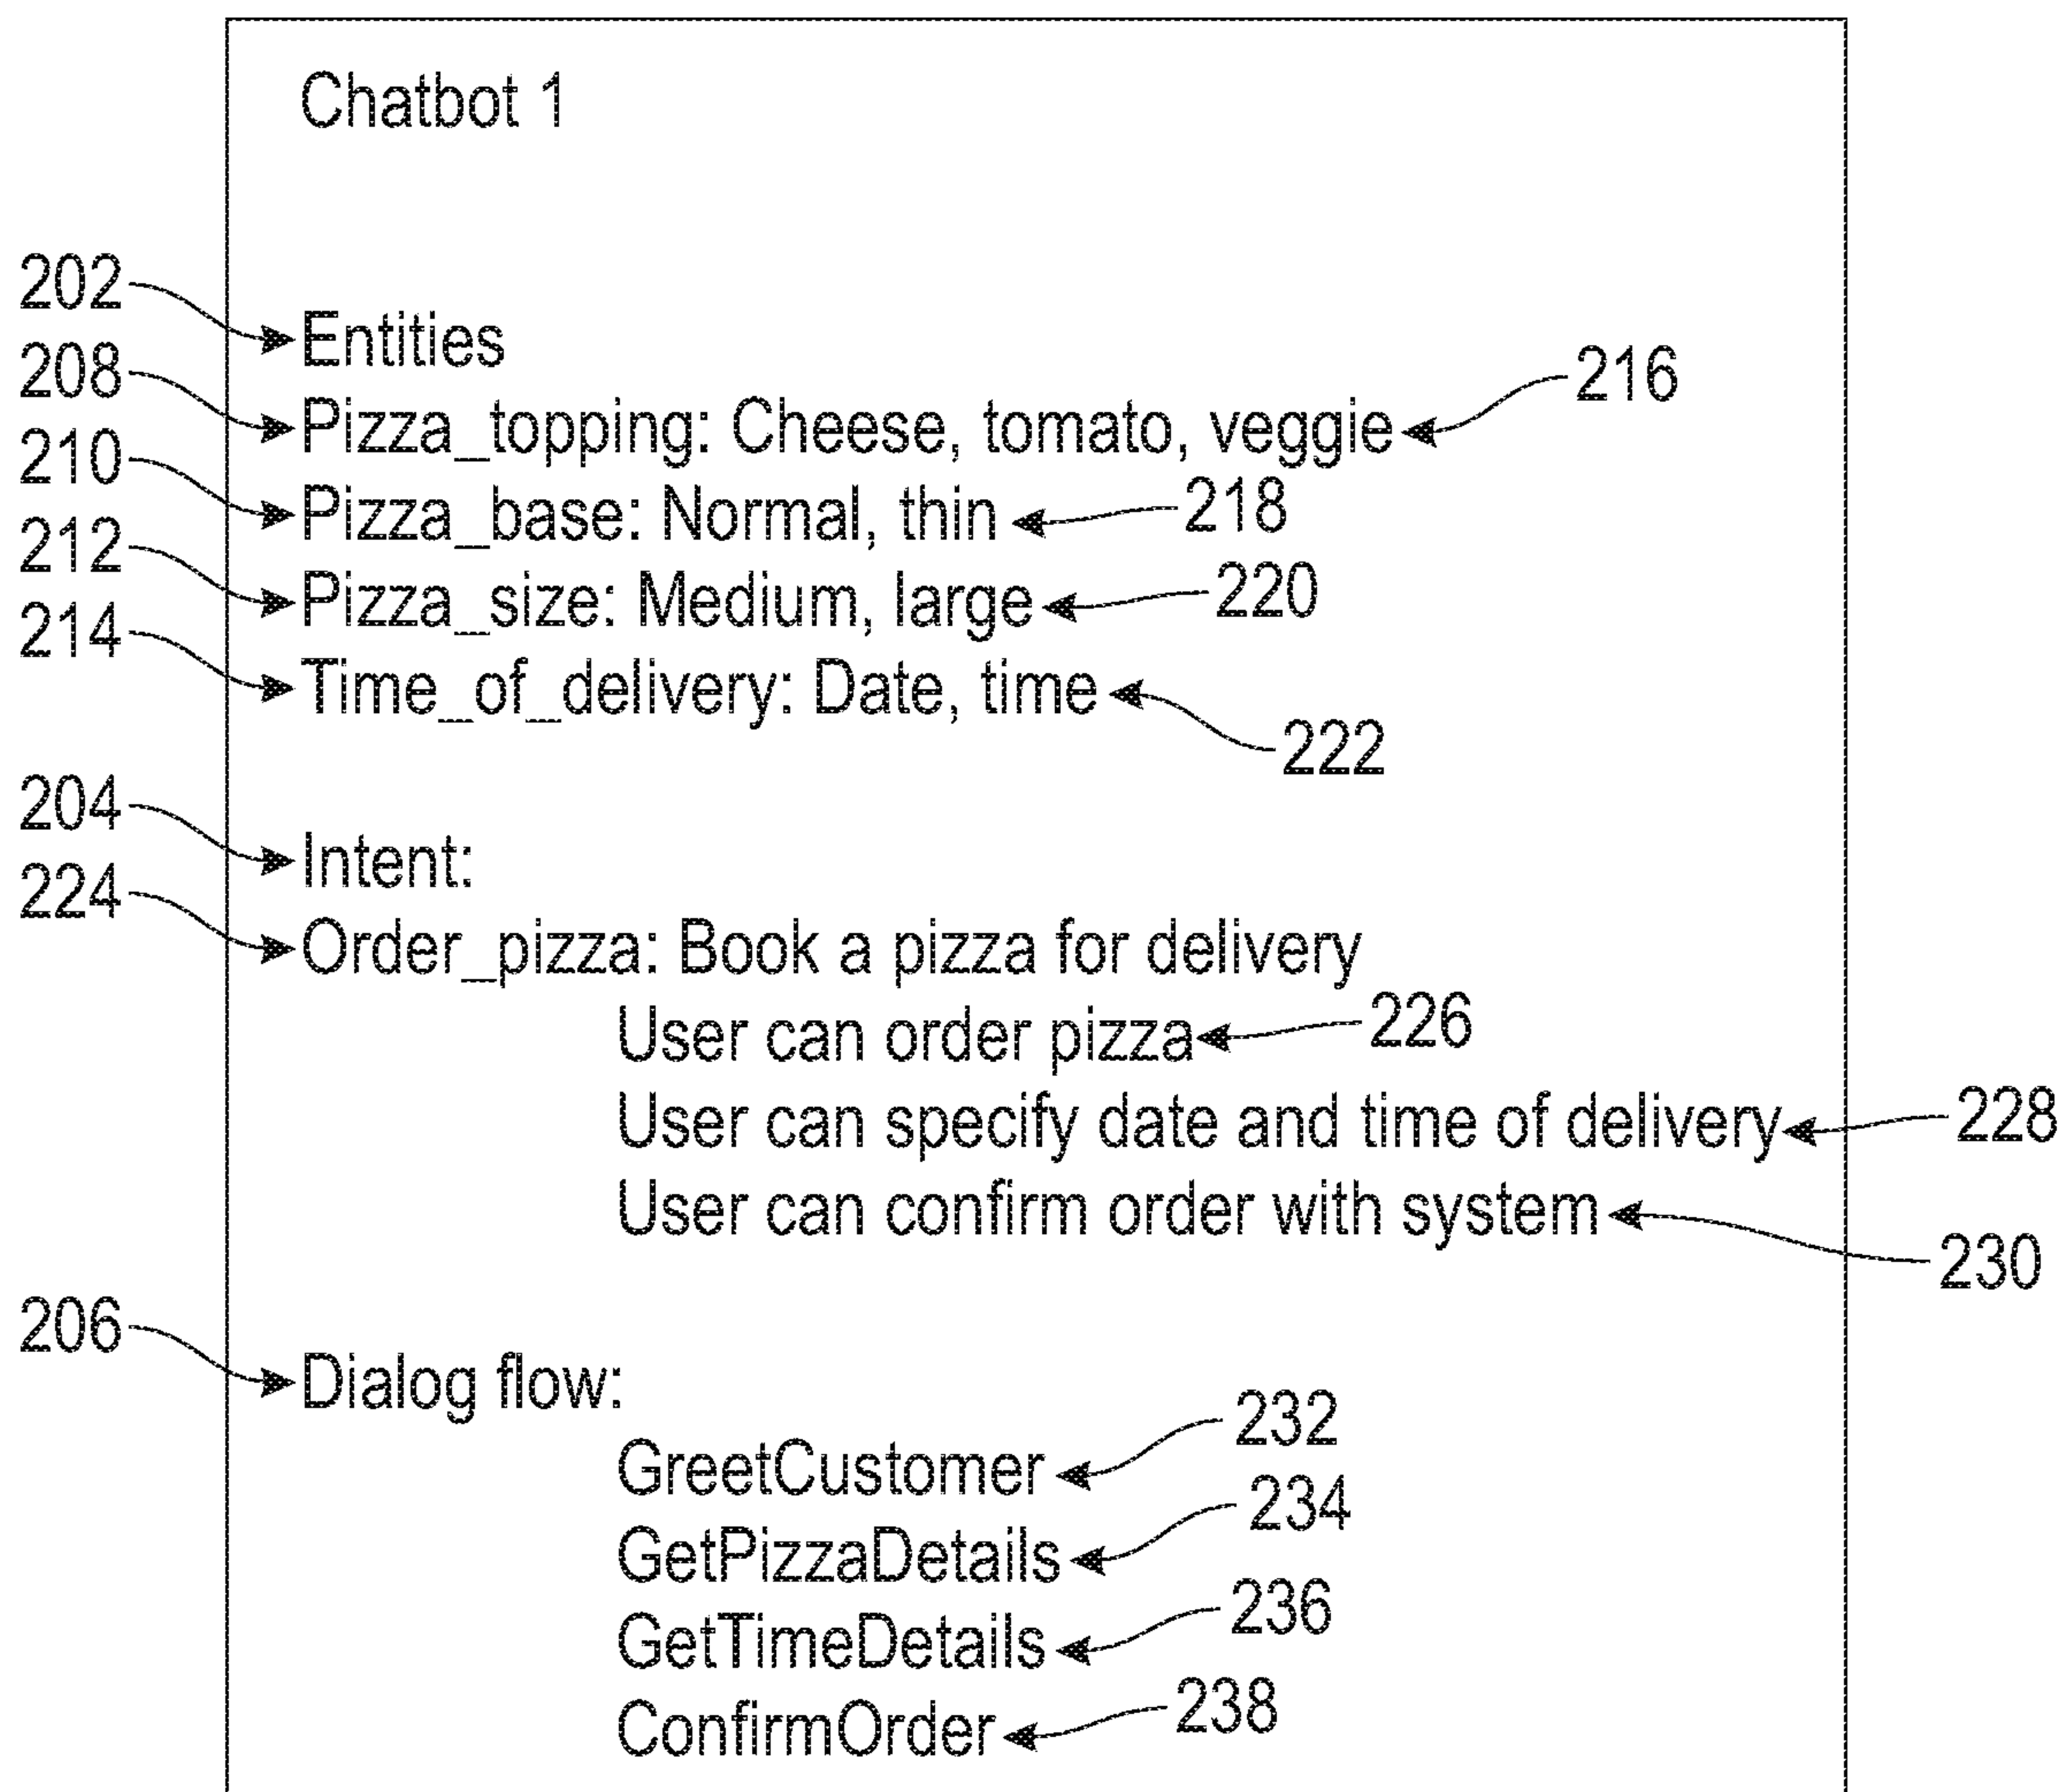 Chatbot 1
202
Entities
208
Pizza_topping: Cheese, tomato, veggie
216
210
Pizza_base: Normal, thin
218
212
Pizza_size: Medium, large
220
214
Time_of_delivery: Date, time
222
204
Intent:
224
Order_pizza: Book a pizza for delivery
User can order pizza
226
User can specify date and time of delivery
228
User can confirm order with system
230
206
Dialog flow:
GreetCustomer
232
GetPizzaDetails
234
GetTimeDetails
236
ConfirmOrder
238